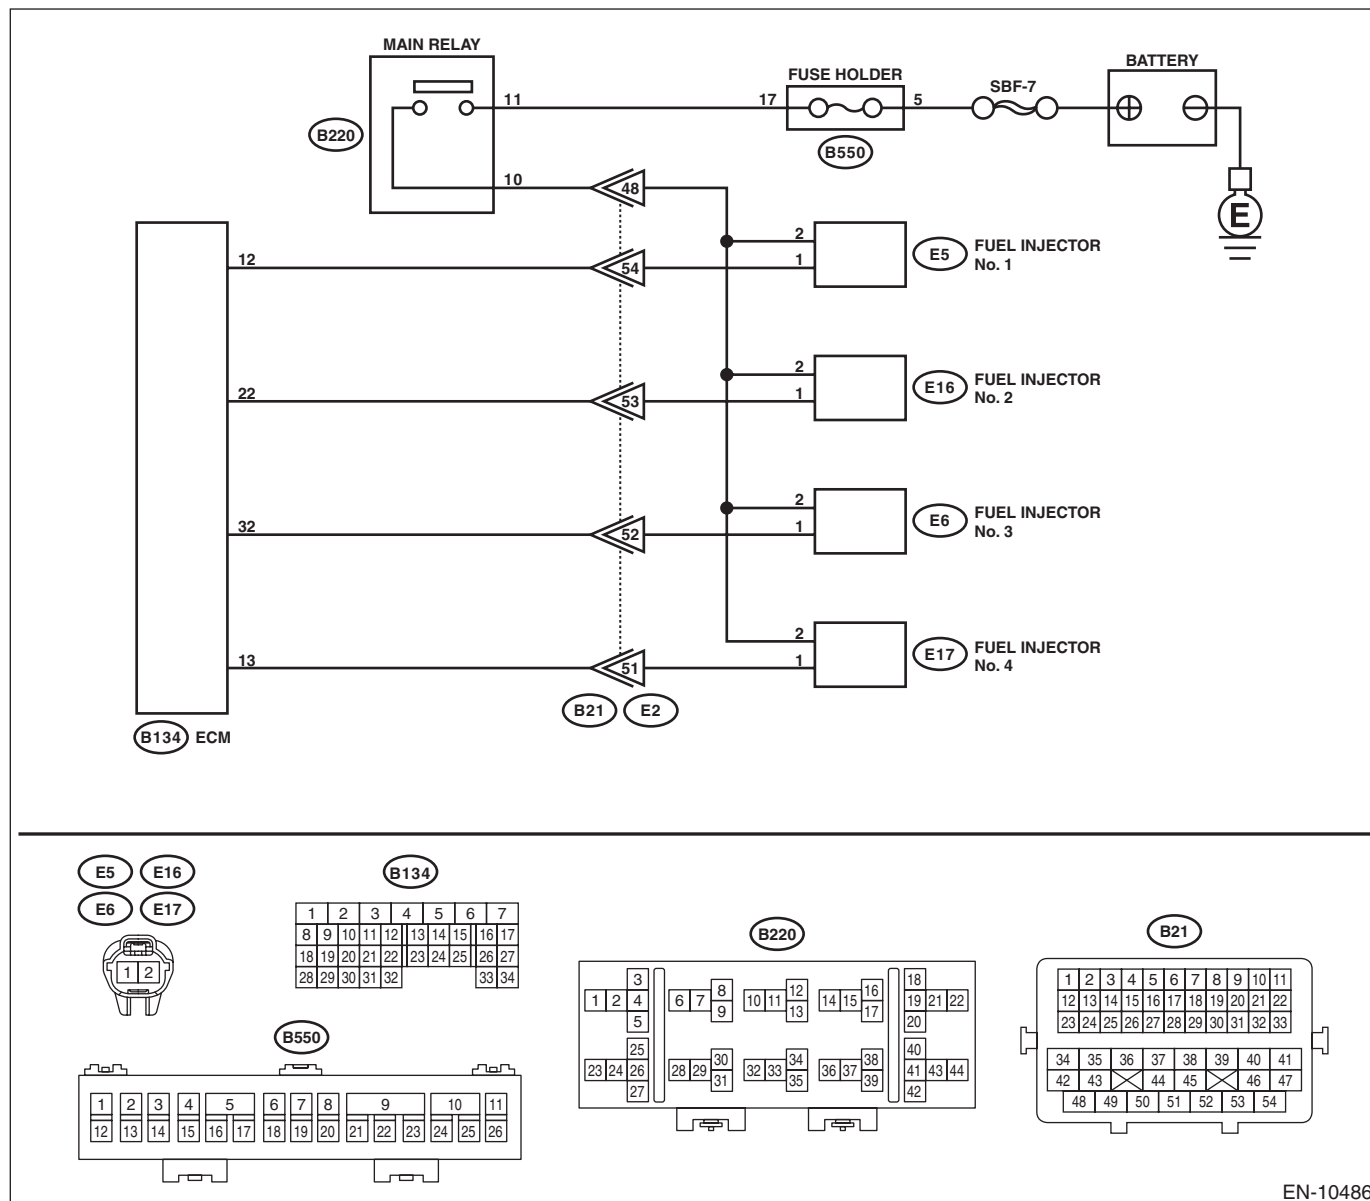 MAIN RELAY
FUSE HOLDER
SBF-7
BATTERY
11
17
5
B220
B550
10
48
E
12
54
2
1
E5
FUEL INJECTOR
No. 1
22
53
2
1
E16
FUEL INJECTOR
No. 2
32
52
2
1
E6
FUEL INJECTOR
No. 3
13
51
2
1
E17
FUEL INJECTOR
No. 4
B21 E2
B134 ECM
E5 E16
E6 E17
1 2
B134
1 2 3 4 5 6 7
8 9 10 11 12 13 14 15 16 17
18 19 20 21 22 23 24 25 26 27
28 29 30 31 32 33 34
B550
1 2 3 4 5 6 7 8 9 10 11
12 13 14 15 16 17 18 19 20 21 22 23 24 25 26
B220
3 8 12 16 18
1 2 4 6 7 10 11 14 15 19 21 22
9 13 17
5 20
25 30 34 38 40
23 24 26 28 29 32 33 36 37 41 43 44
31 35 39
27 42
B21
1 2 3 4 5 6 7 8 9 10 11
12 13 14 15 16 17 18 19 20 21 22
23 24 25 26 27 28 29 30 31 32 33
34 35 36 37 38 39 40 41
42 43 44 45 46 47
48 49 50 51 52 53 54
EN-10486